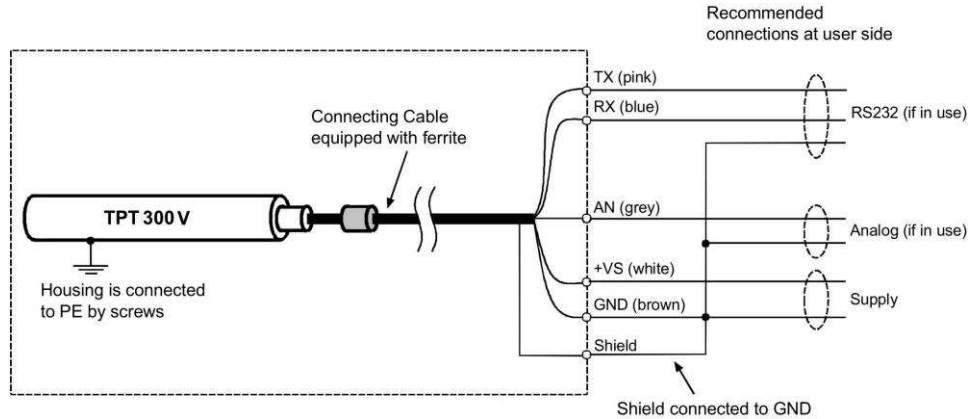 Recommended
connections at user side
TX (pink)
RX (blue)
RS232 (if in use)
Connecting Cable
equipped with ferrite
TPT 300 V
AN (grey)
Analog (if in use)
+VS (white)
Housing is connected
to PE by screws
GND (brown)
Supply
Shield
Shield connected to GND